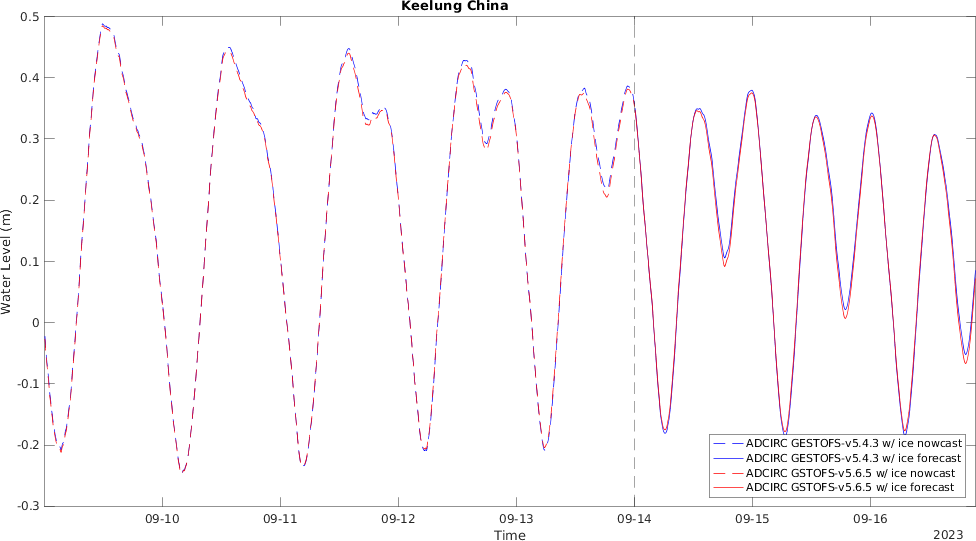 Keelung China
0.5
0.4
0.3
0.2
0.1
0
-0.1
-0.2
-0.3
Water Level (m)
ADCIRC GESTOFS-v5.4.3 w/ ice nowcast
ADCIRC GESTOFS-v5.4.3 w/ ice forecast
ADCIRC GSTOFS-v5.6.5 w/ ice nowcast
ADCIRC GSTOFS-v5.6.5 w/ ice forecast
09-10 09-11 09-12 09-13 09-14 09-15 09-16
Time
2023